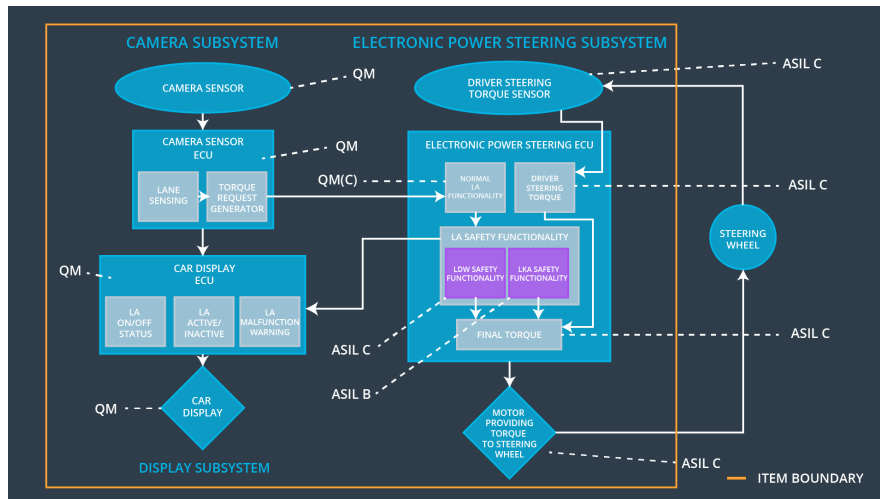 CAMERA SUBSYSTEM
ELECTRONIC POWER STEERING SUBSYSTEM
QM
ASIL C
CAMERA SENSOR
DRIVER STEERING
TORQUE SENSOR
CAMERA SENSOR
ECU
QM
ELECTRONIC POWER STEERING ECU
LANE
SENSING
TORQUE
REQUEST
GENERATOR
QM(C)
NORMAL
LA
FUNCTIONALITY
DRIVER
STEERING
TORQUE
ASIL C
STEERING
WHEEL
LA SAFETY FUNCTIONALITY
LDW SAFETY
FUNCTIONALITY
LKA SAFETY
FUNCTIONALITY
QM
CAR DISPLAY
ECU
LA
ON/OFF
STATUS
LA
ACTIVE/
INACTIVE
LA
MALFUNCTION
WARNING
FINAL TORQUE
ASIL C
ASIL C
ASIL B
QM
CAR
DISPLAY
MOTOR
PROVIDING
TORQUE
TO STEERING
WHEEL
ASIL C
DISPLAY SUBSYSTEM
ITEM BOUNDARY